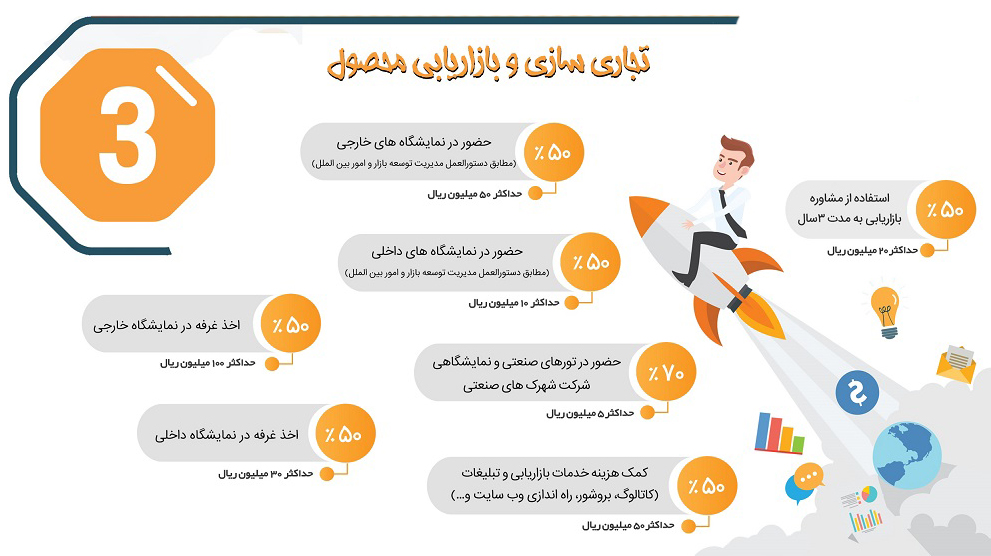 3
تجاری سازی و بازاریابی محصول
٪۵۰
حضور در نمایشگاه های خارجی
(مطابق دستورالعمل مدیریت توسعه بازار و امور بین الملل)
حداکثر ۵۰ میلیون ریال
٪۵۰
استفاده از مشاوره
بازاریابی به مدت ۳سال
حداکثر۲۰ میلیون ریال
٪۵۰
حضور در نمایشگاه های داخلی
(مطابق دستورالعمل مدیریت توسعه بازار و امور بین الملل)
حداکثر ۱۰ میلیون ریال
٪۵۰
اخذ غرفه در نمایشگاه خارجی
حداکثر ۱۰۰ میلیون ریال
٪۷۰
حضور در تورهای صنعتی و نمایشگاهی
شرکت شهرک های صنعتی
حداکثر ۵ میلیون ریال
٪۵۰
اخذ غرفه در نمایشگاه داخلی
حداکثر ۳۰ میلیون ریال
٪۵۰
کمک هزینه خدمات بازاریابی و تبلیغات
(کاتالوگ، بروشور، راه اندازی وب سایت و...)
حداکثر ۵۰ میلیون ریال
$